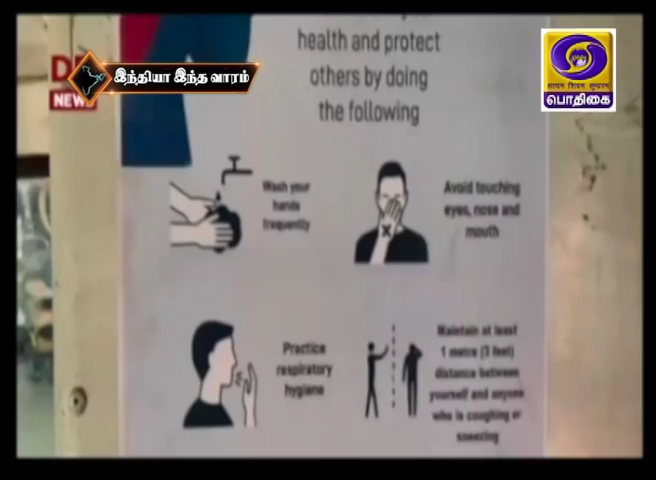 health and protect
others by doing
the following
DD
NEWS
இந்தியா இந்த வாரம்
பொதிகை
Wash your
hands
frequently
Avoid touching
eyes, nose and
mouth
Practice
respiratory
hygiene
Maintain at least
1 metre (3 feet)
distance between
yourself and anyone
who is coughing or
sneezing